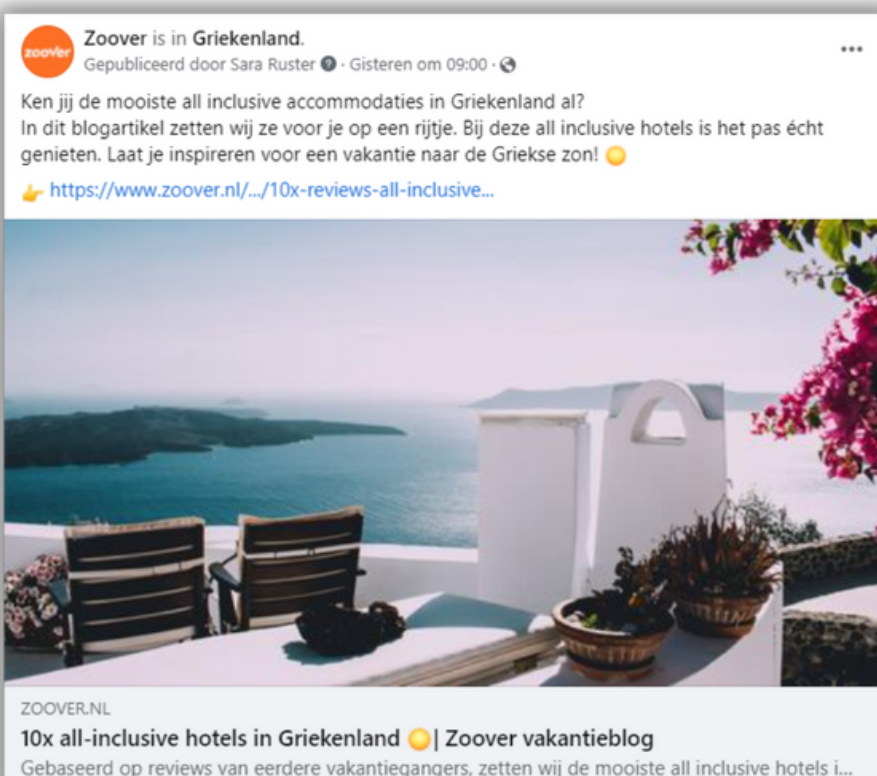 zoover
Zoover is in Griekenland.
Gepubliceerd door Sara Ruster · Gisteren om 09:00 ·
Ken jij de mooiste all inclusive accommodaties in Griekenland al?
In dit blogartikel zetten wij ze voor je op een rijtje. Bij deze all inclusive hotels is het pas écht
genieten. Laat je inspireren voor een vakantie naar de Griekse zon! 🌕
👉 https://www.zoover.nl/.../10x-reviews-all-inclusive...
ZOOVER.NL
10x all-inclusive hotels in Griekenland 🌕| Zoover vakantieblog
Gebaseerd op reviews van eerdere vakantiegangers, zetten wij de mooiste all inclusive hotels i...